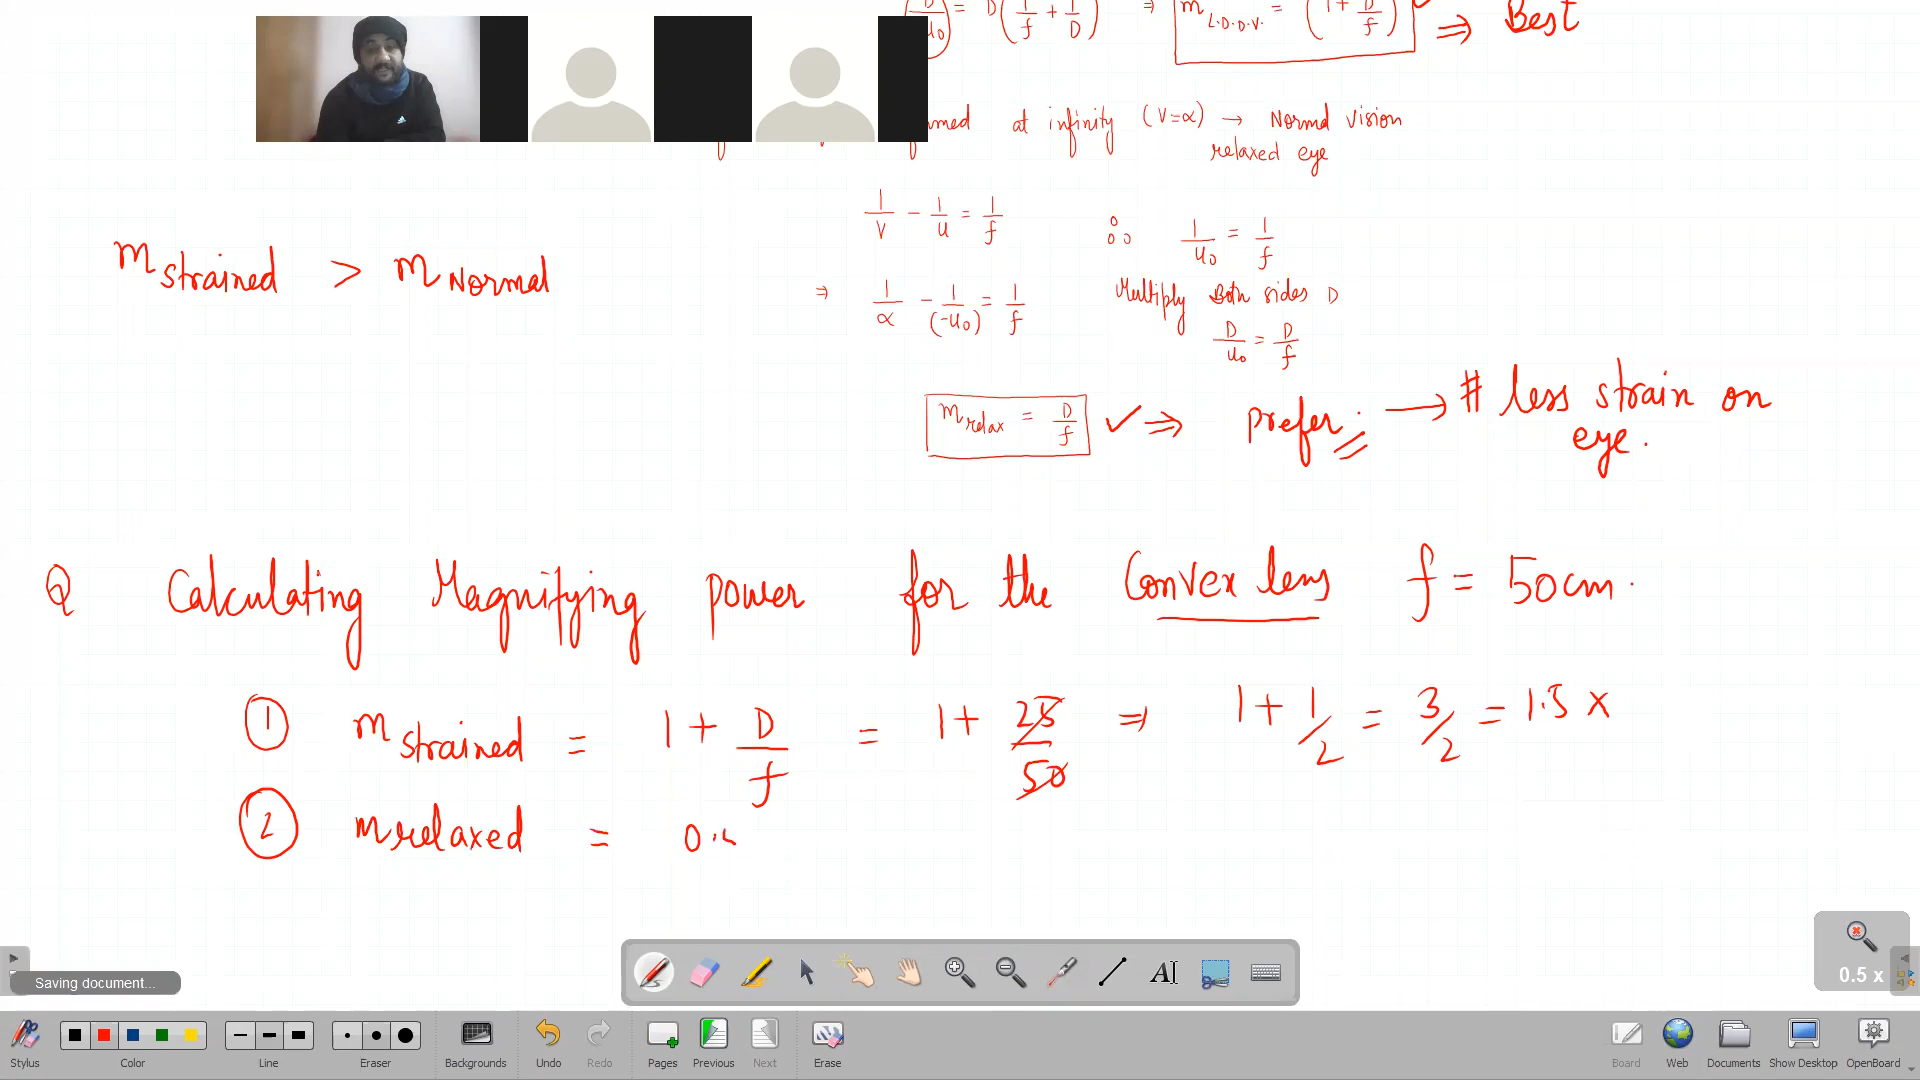 = D(1/f + 1/D) ⇒ m L.D.D.V. = (1 + D/f) ⇒ Best
at infinity (V=α) → Normal vision
relaxed eye
1/V - 1/u = 1/f ∴ 1/u₀ = 1/f
m strained > m Normal
⇒ 1/α - 1/(-u₀) = 1/f Multiply Both sides D
D/u₀ = D/f
m relax = D/f ✓ ⇒ prefer. → # less strain on
eye.
Q Calculating Magnifying power for the Convex lens f = 50cm.
① m strained = 1 + D/f = 1 + 25/50 ⇒ 1 + 1/2 = 3/2 = 1.5 x
② m relaxed = 0.
Saving document...
0.5 x
Stylus Color Line Eraser Backgrounds Undo Redo Pages Previous Next Erase Board Web Documents Show Desktop OpenBoard